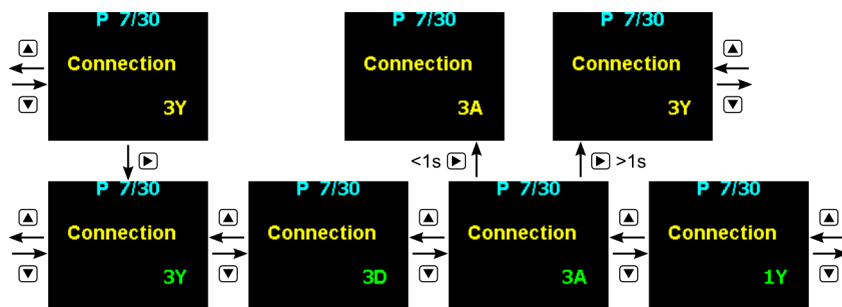 P 7/30
Connection
3Y
P 7/30
Connection
3A
P 7/30
Connection
3Y
<1s
>1s
P 7/30
Connection
3Y
P 7/30
Connection
3D
P 7/30
Connection
3A
P 7/30
Connection
1Y